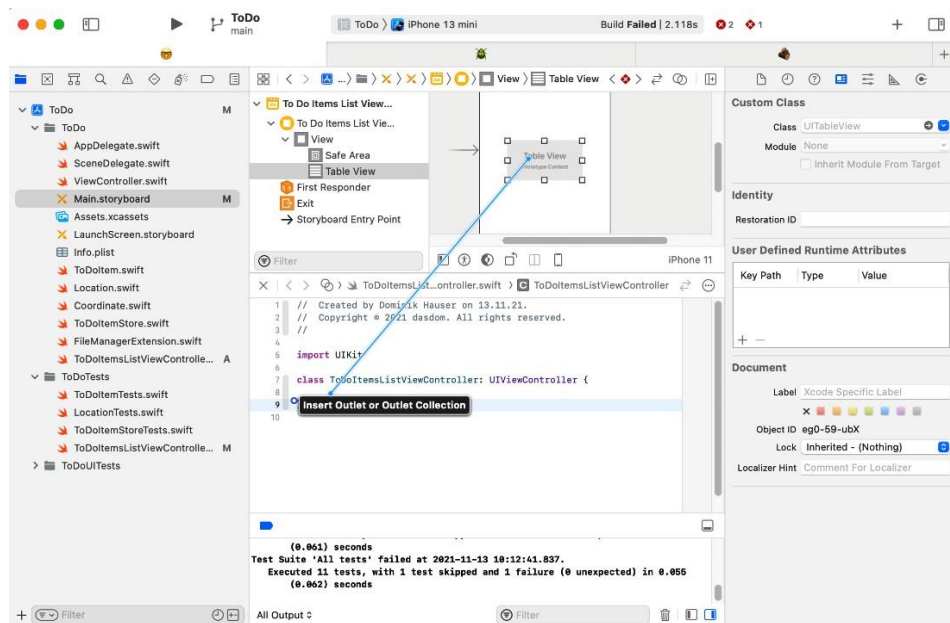 ToDo
main
ToDo 〉 iPhone 13 mini
Build Failed | 2.118s
2
1
View 〉 Table View
ToDo M
ToDo
AppDelegate.swift
SceneDelegate.swift
ViewController.swift
Main.storyboard M
Assets.xcassets
LaunchScreen.storyboard
Info.plist
ToDoItem.swift
Location.swift
Coordinate.swift
ToDoItemStore.swift
FileManagerExtension.swift
ToDoItemsListViewControlle... A
ToDoTests
ToDoItemTests.swift
LocationTests.swift
ToDoItemStoreTests.swift
ToDoItemsListViewControlle... M
ToDoUITests
Filter
To Do Items List View...
To Do Items List Vie...
View
Safe Area
Table View
First Responder
Exit
Storyboard Entry Point
Filter
Table View
Prototype Content
iPhone 11
ToDoItemsList...ontroller.swift 〉 C ToDoItemsListViewController
1 // Created by Dominik Hauser on 13.11.21.
2 // Copyright © 2021 dasdom. All rights reserved.
3 //
4
5 import UIKit
6
7 class ToDoItemsListViewController: UIViewController {
8
9 Insert Outlet or Outlet Collection
10
(0.061) seconds
Test Suite 'All tests' failed at 2021-11-13 10:12:41.837.
Executed 11 tests, with 1 test skipped and 1 failure (0 unexpected) in 0.055
(0.062) seconds
All Output
Filter
Custom Class
Class UITableView
Module None
Inherit Module From Target
Identity
Restoration ID
User Defined Runtime Attributes
Key Path Type Value
Document
Label Xcode Specific Label
Object ID eg0-59-ubX
Lock Inherited - (Nothing)
Localizer Hint Comment For Localizer